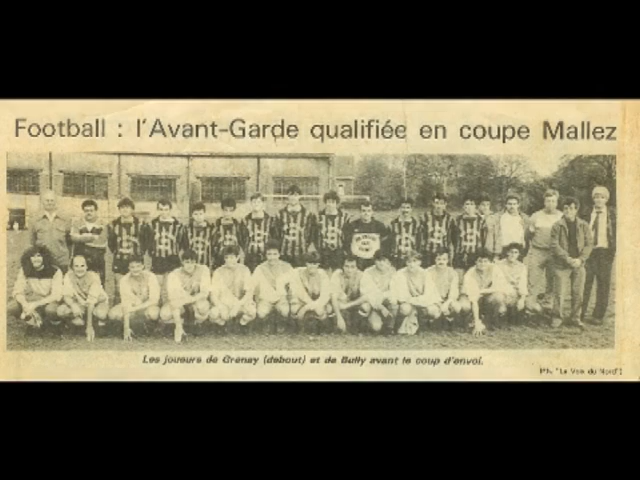 Football : l'Avant-Garde qualifiée en coupe Mallez
Les joueurs de Grenay (debout) et de Bully avant le coup d'envoi.
(Ph. "La Voix du Nord")